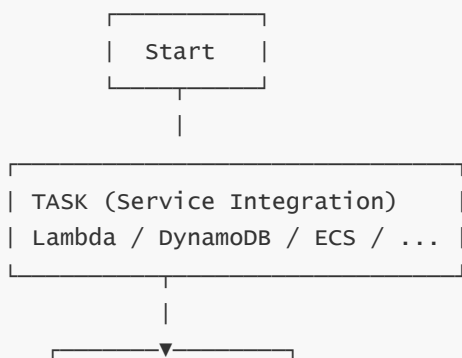 Start
TASK (Service Integration)
Lambda / DynamoDB / ECS / ...